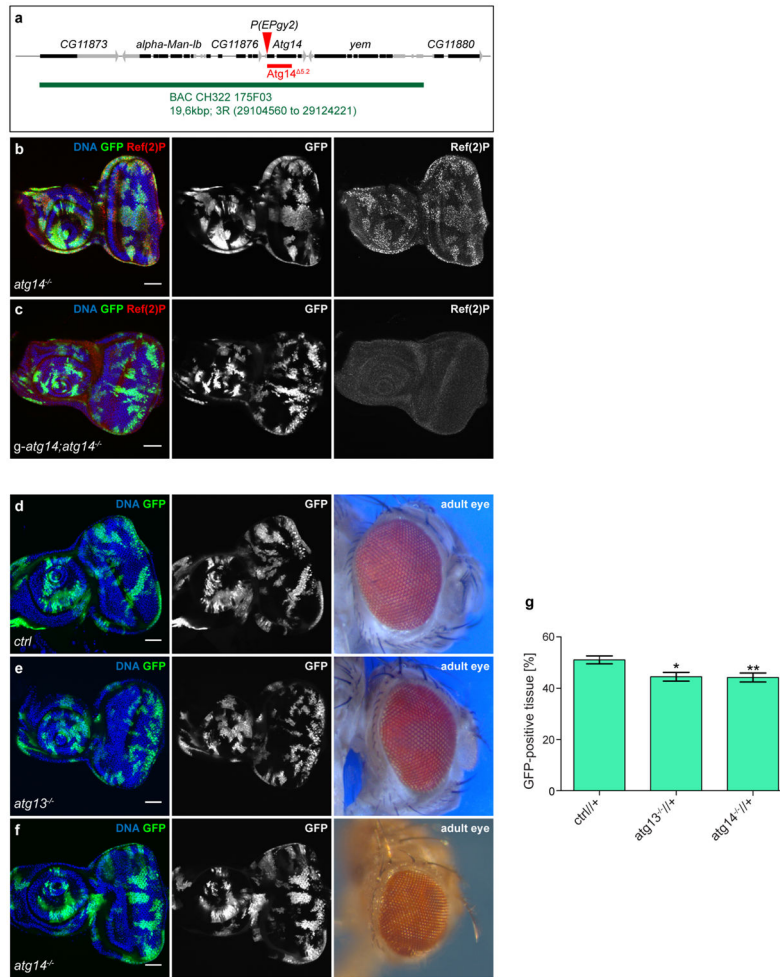 a
P(EPgy2)
CG11873 alpha-Man-Ib CG11876 Atg14 yem CG11880
Atg14Δ5.2
BAC CH322 175F03
19,6kbp; 3R (29104560 to 29124221)
b DNA GFP Ref(2)P GFP Ref(2)P
atg14-/-
c DNA GFP Ref(2)P GFP Ref(2)P
g-atg14;atg14-/-
d DNA GFP GFP adult eye
ctrl
e DNA GFP GFP adult eye
atg13-/-
f DNA GFP GFP adult eye
atg14-/-
g
GFP-positive tissue [%]
60
40
20
0
* **
ctrl//+ atg13-/-//+ atg14-/-//+